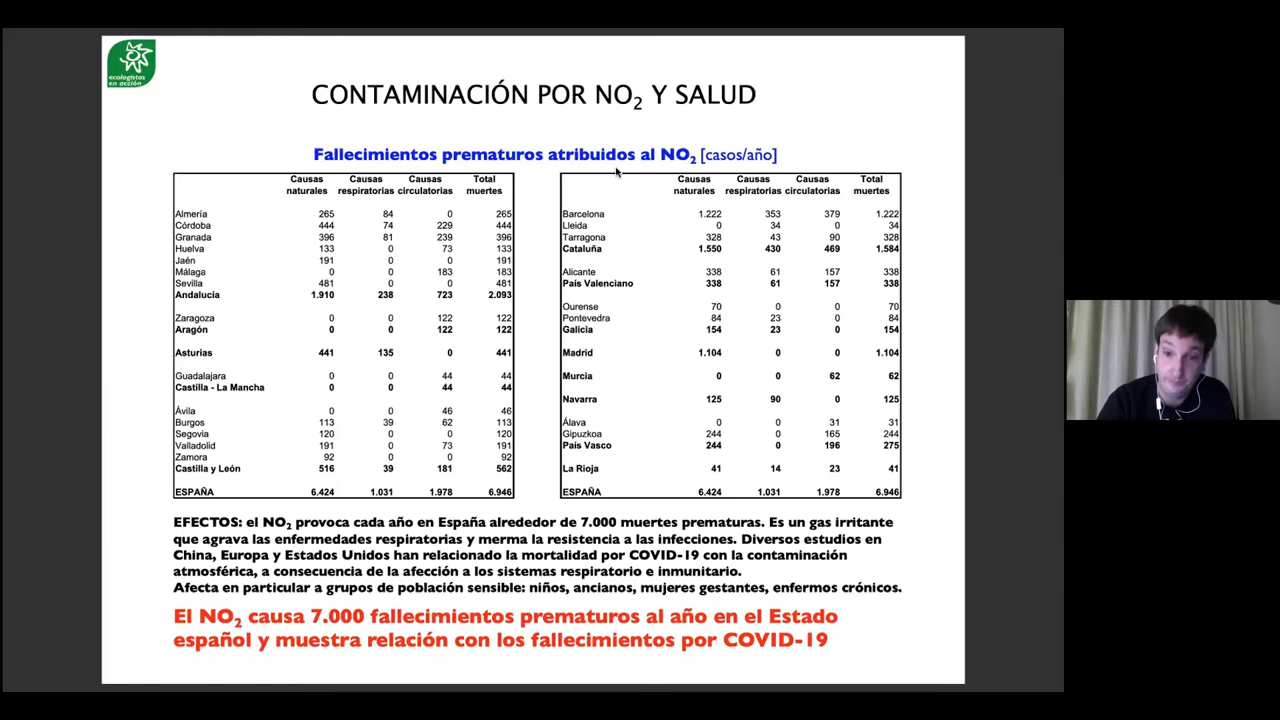 ecologistas
en acción
CONTAMINACIÓN POR NO2 Y SALUD
Fallecimientos prematuros atribuidos al NO2 [casos/año]
Causas Causas Causas Total
naturales respiratorias circulatorias muertes
Almería 265 84 0 265
Córdoba 444 74 229 444
Granada 396 81 239 396
Huelva 133 0 73 133
Jaén 191 0 0 191
Málaga 0 0 183 183
Sevilla 481 0 0 481
Andalucía 1.910 238 723 2.093
Zaragoza 0 0 122 122
Aragón 0 0 122 122
Asturias 441 135 0 441
Guadalajara 0 0 44 44
Castilla - La Mancha 0 0 44 44
Ávila 0 0 46 46
Burgos 113 39 62 113
Segovia 120 0 0 120
Valladolid 191 0 73 191
Zamora 92 0 0 92
Castilla y León 516 39 181 562
ESPAÑA 6.424 1.031 1.978 6.946
Causas Causas Causas Total
naturales respiratorias circulatorias muertes
Barcelona 1.222 353 379 1.222
Lleida 0 34 0 34
Tarragona 328 43 90 328
Cataluña 1.550 430 469 1.584
Alicante 338 61 157 338
País Valenciano 338 61 157 338
Ourense 70 0 0 70
Pontevedra 84 23 0 84
Galicia 154 23 0 154
Madrid 1.104 0 0 1.104
Murcia 0 0 62 62
Navarra 125 90 0 125
Álava 0 0 31 31
Gipuzkoa 244 0 165 244
País Vasco 244 0 196 275
La Rioja 41 14 23 41
ESPAÑA 6.424 1.031 1.978 6.946
EFECTOS: el NO2 provoca cada año en España alrededor de 7.000 muertes prematuras. Es un gas irritante
que agrava las enfermedades respiratorias y merma la resistencia a las infecciones. Diversos estudios en
China, Europa y Estados Unidos han relacionado la mortalidad por COVID-19 con la contaminación
atmosférica, a consecuencia de la afección a los sistemas respiratorio e inmunitario.
Afecta en particular a grupos de población sensible: niños, ancianos, mujeres gestantes, enfermos crónicos.
El NO2 causa 7.000 fallecimientos prematuros al año en el Estado
español y muestra relación con los fallecimientos por COVID-19